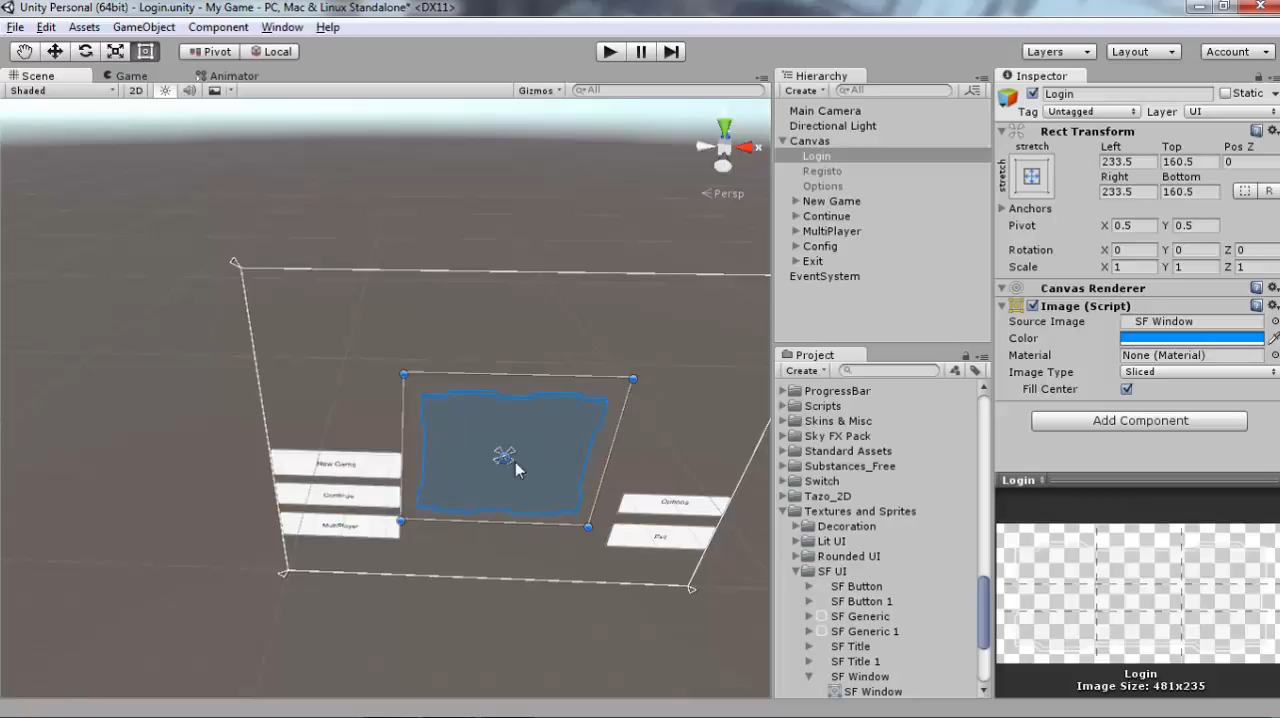 Unity Personal (64bit) - Login.unity - My Game - PC, Mac & Linux Standalone* <DX11>
File Edit Assets GameObject Component Window Help
Pivot Local Layers Layout Account
Scene Game Animator
Shaded 2D Gizmos All
x
Persp
New Game
Continue
MultiPlayer
Options
Exit
Hierarchy
Create All
Main Camera
Directional Light
Canvas
Login
Registo
Options
New Game
Continue
MultiPlayer
Config
Exit
EventSystem
Project
Create
ProgressBar
Scripts
Skins & Misc
Sky FX Pack
Standard Assets
Substances_Free
Switch
Tazo_2D
Textures and Sprites
Decoration
Lit UI
Rounded UI
SF UI
SF Button
SF Button 1
SF Generic
SF Generic 1
SF Title
SF Title 1
SF Window
SF Window
Inspector
Login Static
Tag Untagged Layer UI
Rect Transform
stretch Left Top Pos Z
stretch 233.5 160.5 0
Right Bottom
233.5 160.5 R
Anchors
Pivot X 0.5 Y 0.5
Rotation X 0 Y 0 Z 0
Scale X 1 Y 1 Z 1
Canvas Renderer
Image (Script)
Source Image SF Window
Color
Material None (Material)
Image Type Sliced
Fill Center
Add Component
Login
Login
Image Size: 481x235